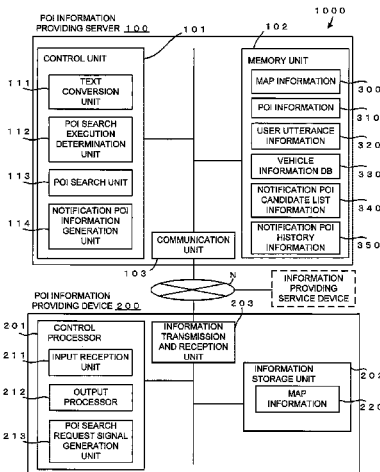 1000
POI INFORMATION
PROVIDING SERVER 100
101
102
CONTROL UNIT
111
TEXT
CONVERSION
UNIT
112
POI SEARCH
EXECUTION
DETERMINATION
UNIT
113
POI SEARCH UNIT
114
NOTIFICATION POI
INFORMATION
GENERATION
UNIT
MEMORY UNIT
MAP INFORMATION
300
POI INFORMATION
310
USER UTTERANCE
INFORMATION
320
VEHICLE
INFORMATION DB
330
NOTIFICATION POI
CANDIDATE LIST
INFORMATION
340
NOTIFICATION POI
HISTORY
INFORMATION
350
COMMUNICATION
UNIT
103
N
INFORMATION
PROVIDING
SERVICE DEVICE
POI INFORMATION
PROVIDING DEVICE 200
203
201
CONTROL
PROCESSOR
211
INPUT RECEPTION
UNIT
212
OUTPUT
PROCESSOR
213
POI SEARCH
REQUEST SIGNAL
GENERATION
UNIT
INFORMATION
TRANSMISSION
AND RECEPTION
UNIT
INFORMATION
STORAGE UNIT
202
MAP
INFORMATION
220